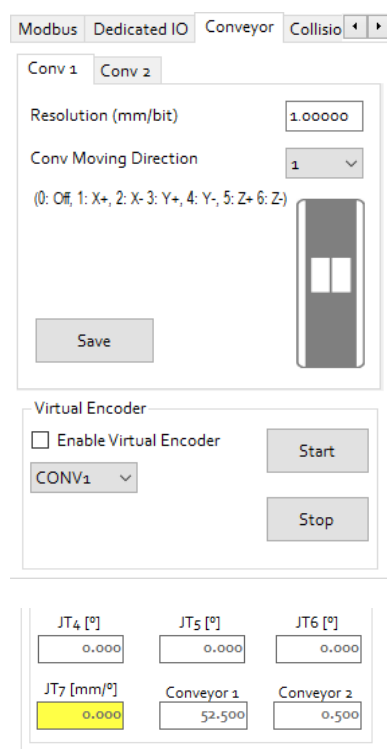 Modbus Dedicated IO Conveyor Collisio
Conv 1 Conv 2
Resolution (mm/bit) 1.00000
Conv Moving Direction 1
(0: Off, 1: X+, 2: X- 3: Y+, 4: Y-, 5: Z+ 6: Z-)
Save
Virtual Encoder
Enable Virtual Encoder
Start
CONV1
Stop
JT4 [º] JT5 [º] JT6 [º]
0.000 0.000 0.000
JT7 [mm/º] Conveyor 1 Conveyor 2
0.000 52.500 0.500